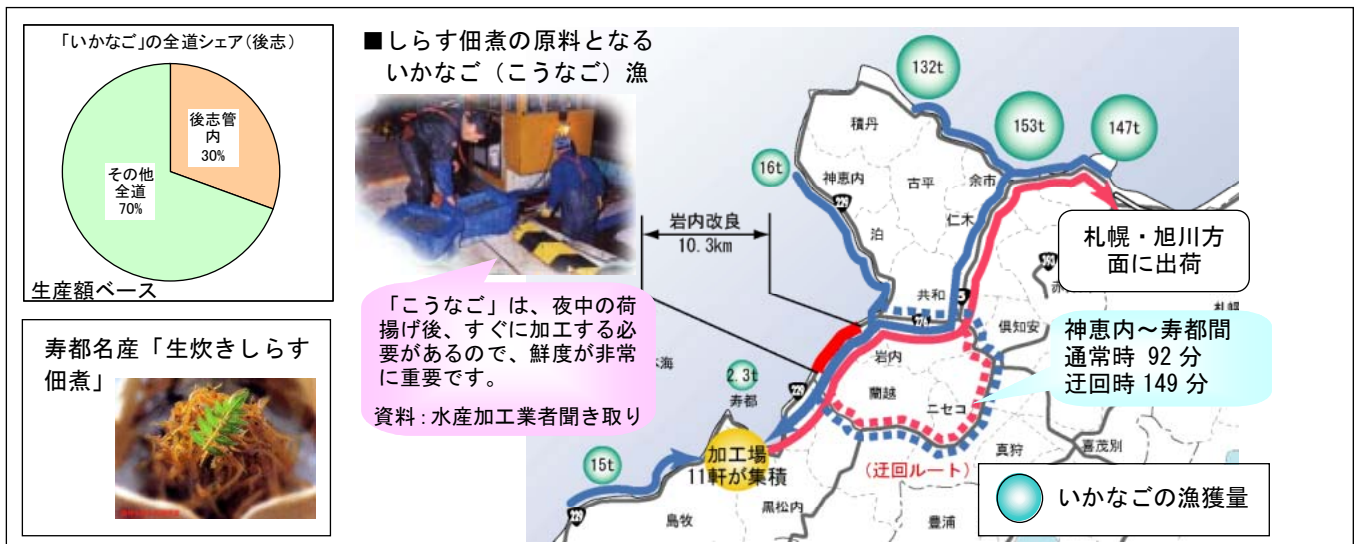 「いかなご」の全道シェア(後志)
後志管
内
30%
その他
全道
70%
生産額ベース
寿都名産「生炊きしらす
佃煮」
■しらす佃煮の原料となる
いかなご（こうなご）漁
「こうなご」は、夜中の荷
揚げ後、すぐに加工する必
要があるので、鮮度が非常
に重要です。
資料：水産加工業者聞き取り
岩内改良
10.3km
132t
153t
147t
16t
2.3t
15t
積丹
神恵内
古平
余市
仁木
泊
229
共和
5
276
393
倶知安
岩内
蘭越
ニセコ
海
寿都
229
真狩
喜茂別
札幌
島牧
黒松内
豊浦
229
加工場
11軒が集積
(迂回ルート)
札幌・旭川方
面に出荷
神恵内～寿都間
通常時 92 分
迂回時 149 分
いかなごの漁獲量